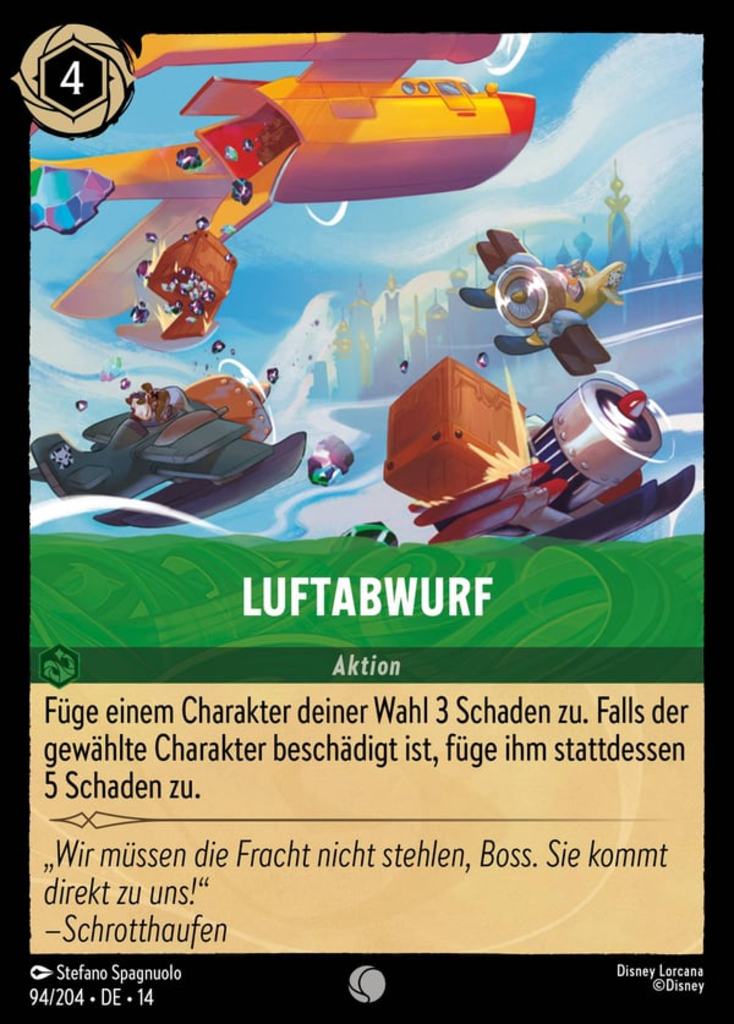 4
LUFTABWURF
Aktion
Füge einem Charakter deiner Wahl 3 Schaden zu. Falls der
gewählte Charakter beschädigt ist, füge ihm stattdessen
5 Schaden zu.
„Wir müssen die Fracht nicht stehlen, Boss. Sie kommt
direkt zu uns!“
–Schrotthaufen
Stefano Spagnuolo
94/204 • DE • 14
Disney Lorcana
©Disney